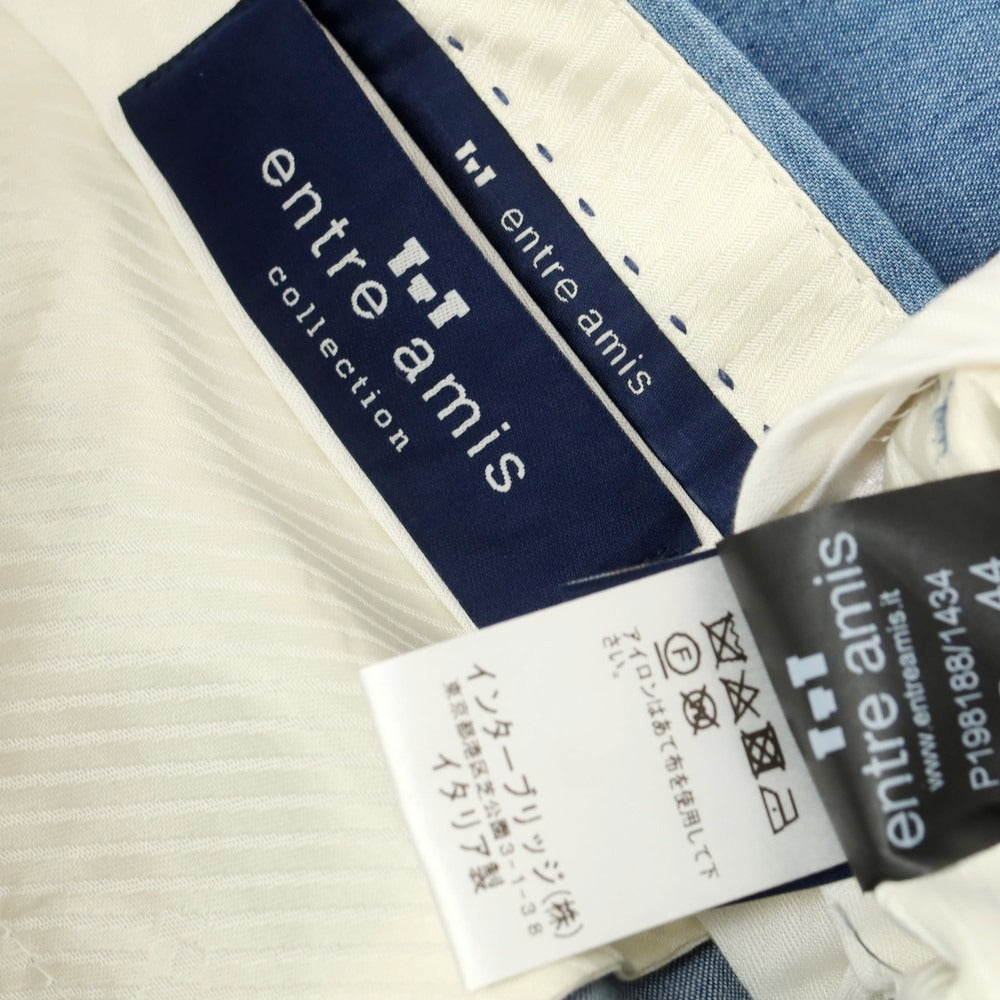 entre amis
collection
entre amis
アイロンはあて布を使用して下
さい。
インターブリッジ(株)
東京都港区芝公園3-1-38
イタリア製
entre amis
www.entreamis.it
P198188/1434
44